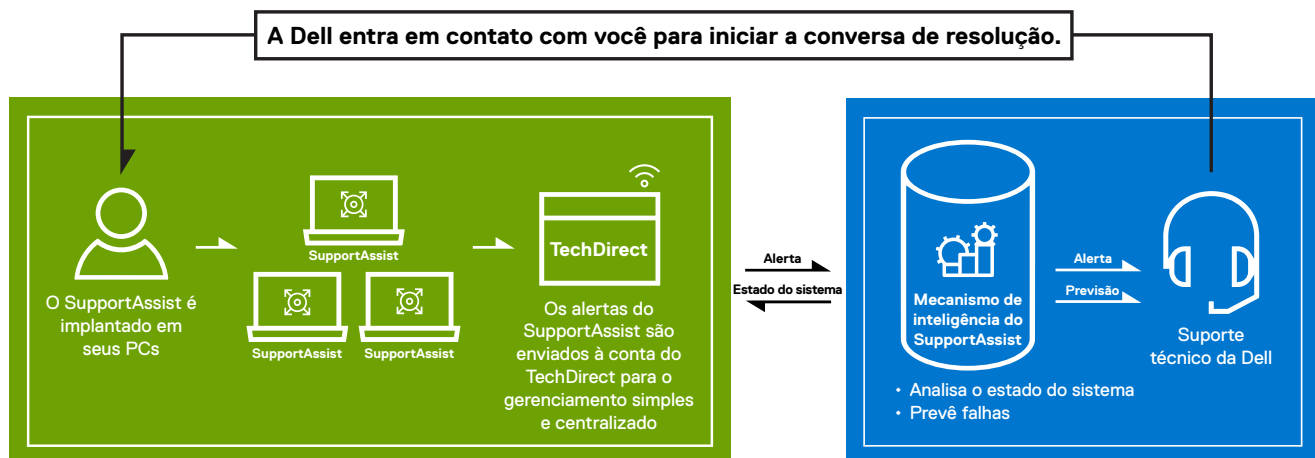 A Dell entra em contato com você para iniciar a conversa de resolução.
O SupportAssist é
implantado em
seus PCs
SupportAssist
SupportAssist
SupportAssist
TechDirect
Os alertas do
SupportAssist são
enviados à conta do
TechDirect para o
gerenciamento simples
e centralizado
Alerta
Estado do sistema
Mecanismo de
inteligência do
SupportAssist
• Analisa o estado do sistema
• Prevê falhas
Alerta
Previsão
Suporte
técnico da Dell